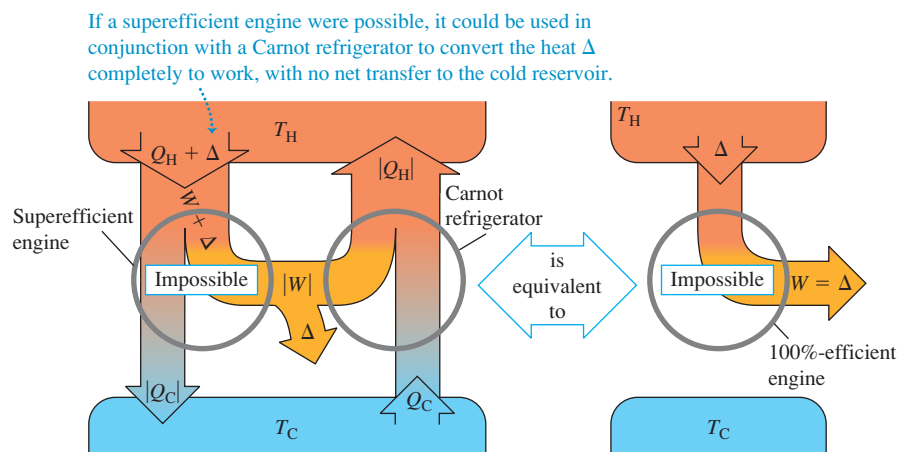 If a superefficient engine were possible, it could be used in
conjunction with a Carnot refrigerator to convert the heat Δ
completely to work, with no net transfer to the cold reservoir.
T_H
Q_H + Δ
|Q_H|
W + Δ
Superefficient
engine
Carnot
refrigerator
Impossible
|W|
Δ
|Q_C|
Q_C
T_C
is
equivalent
to
T_H
Δ
Impossible
W = Δ
100%-efficient
engine
T_C